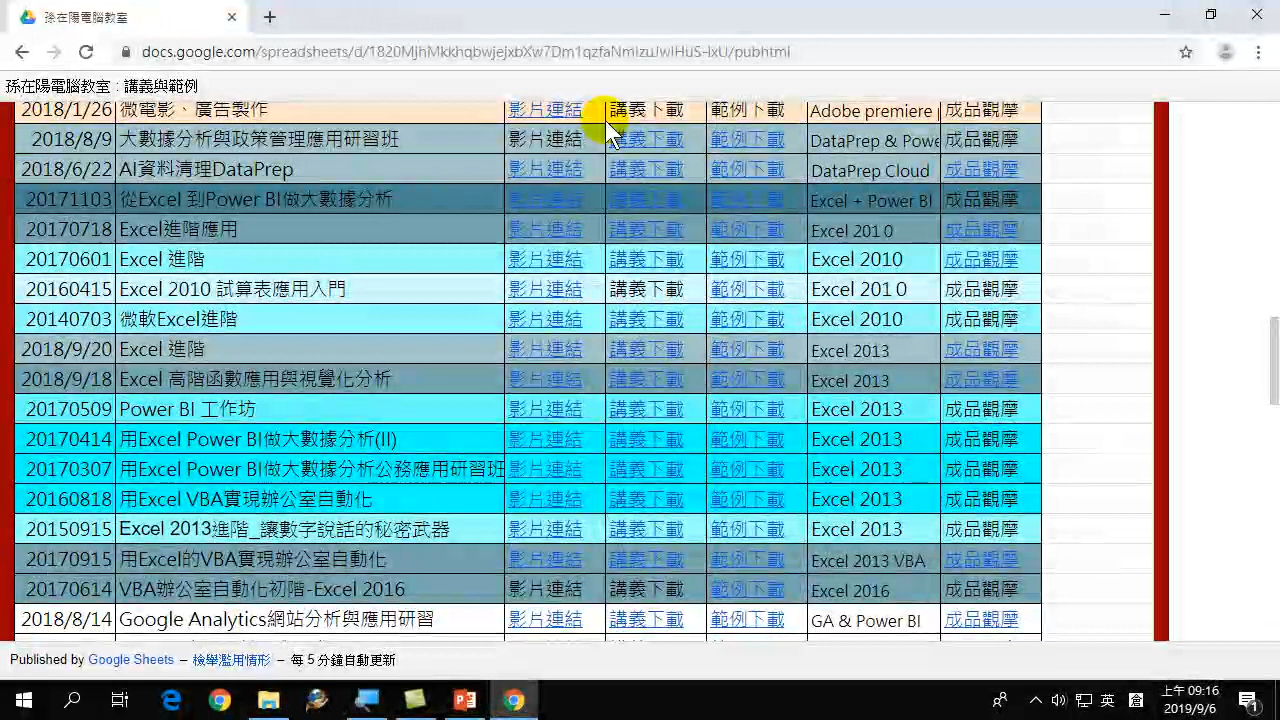 孫在陽電腦教室
docs.google.com/spreadsheets/d/1820MjhMkkhqbwjejxbXw7Dm1qzfaNmIzuJwIHuS-lxU/pubhtml
孫在陽電腦教室：講義與範例
2018/1/26 微電影、廣告製作 影片連結 講義下載 範例下載 Adobe premiere 成品觀摩
2018/8/9 大數據分析與政策管理應用研習班 影片連結 講義下載 範例下載 DataPrep & Powe 成品觀摩
2018/6/22 AI資料清理DataPrep 影片連結 講義下載 範例下載 DataPrep Cloud 成品觀摩
20171103 從Excel 到Power BI做大數據分析 影片連結 講義下載 範例下載 Excel + Power BI 成品觀摩
20170718 Excel進階應用 影片連結 講義下載 範例下載 Excel 2010 成品觀摩
20170601 Excel 進階 影片連結 講義下載 範例下載 Excel 2010 成品觀摩
20160415 Excel 2010 試算表應用入門 影片連結 講義下載 範例下載 Excel 2010 成品觀摩
20140703 微軟Excel進階 影片連結 講義下載 範例下載 Excel 2010 成品觀摩
2018/9/20 Excel 進階 影片連結 講義下載 範例下載 Excel 2013 成品觀摩
2018/9/18 Excel 高階函數應用與視覺化分析 影片連結 講義下載 範例下載 Excel 2013 成品觀摩
20170509 Power BI 工作坊 影片連結 講義下載 範例下載 Excel 2013 成品觀摩
20170414 用Excel Power BI做大數據分析(II) 影片連結 講義下載 範例下載 Excel 2013 成品觀摩
20170307 用Excel Power BI做大數據分析公務應用研習班 影片連結 講義下載 範例下載 Excel 2013 成品觀摩
20160818 用Excel VBA實現辦公室自動化 影片連結 講義下載 範例下載 Excel 2013 成品觀摩
20150915 Excel 2013進階_讓數字說話的秘密武器 影片連結 講義下載 範例下載 Excel 2013 成品觀摩
20170915 用Excel的VBA實現辦公室自動化 影片連結 講義下載 範例下載 Excel 2013 VBA 成品觀摩
20170614 VBA辦公室自動化初階-Excel 2016 影片連結 講義下載 範例下載 Excel 2016 成品觀摩
2018/8/14 Google Analytics網站分析與應用研習 影片連結 講義下載 範例下載 GA & Power BI 成品觀摩
Published by Google Sheets – 檢舉濫用情形 – 每 5 分鐘自動更新
英
上午 09:16
2019/9/6
1